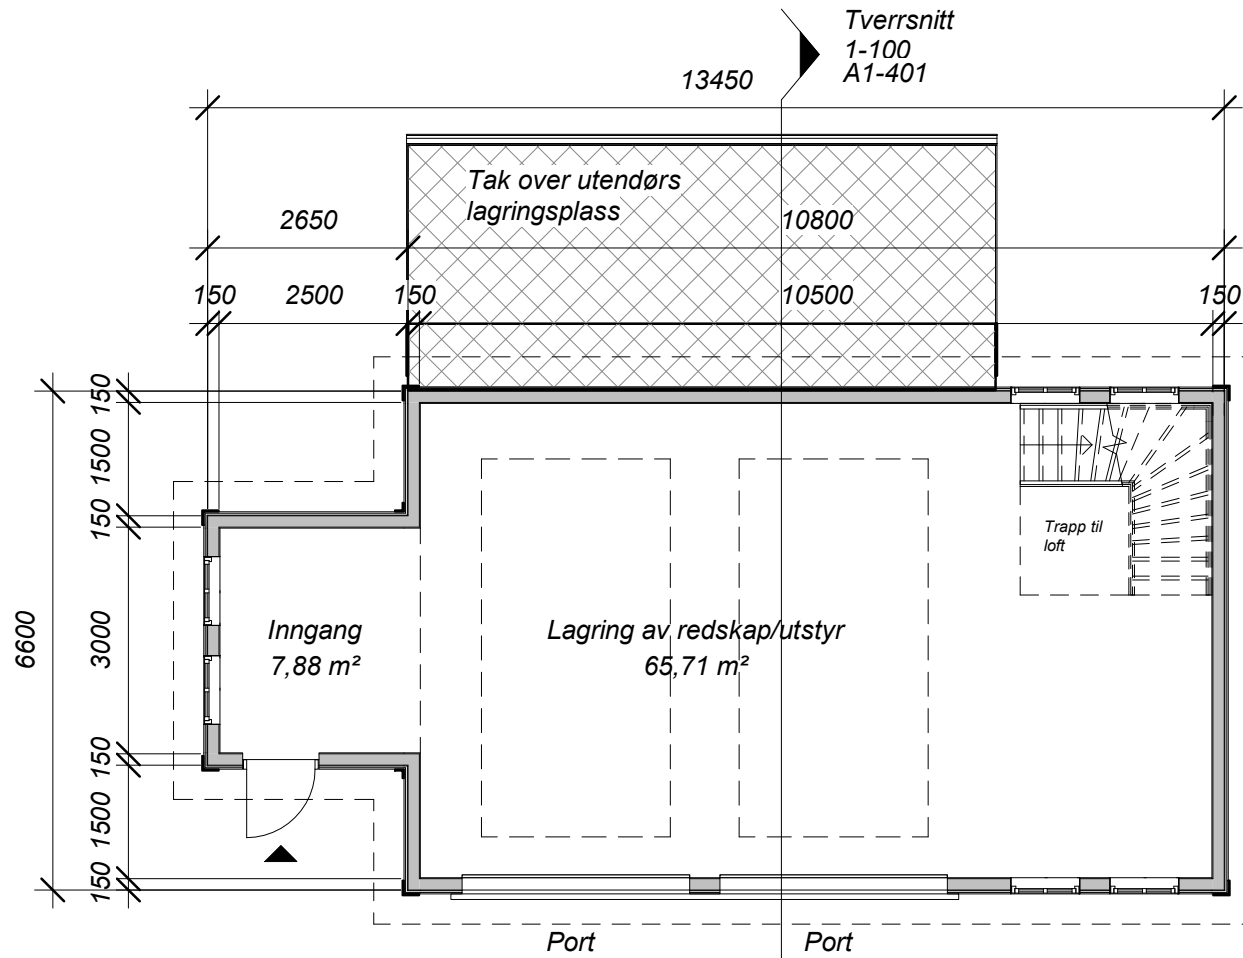 Tverrsnitt
1-100
A1-401
13450
Tak over utendørs
lagringsplass
2650
10800
150
2500
150
10500
150
150
1500
150
3000
150
1500
150
6600
Trapp til
loft
Inngang
7,88 m²
Lagring av redskap/utstyr
65,71 m²
Port
Port